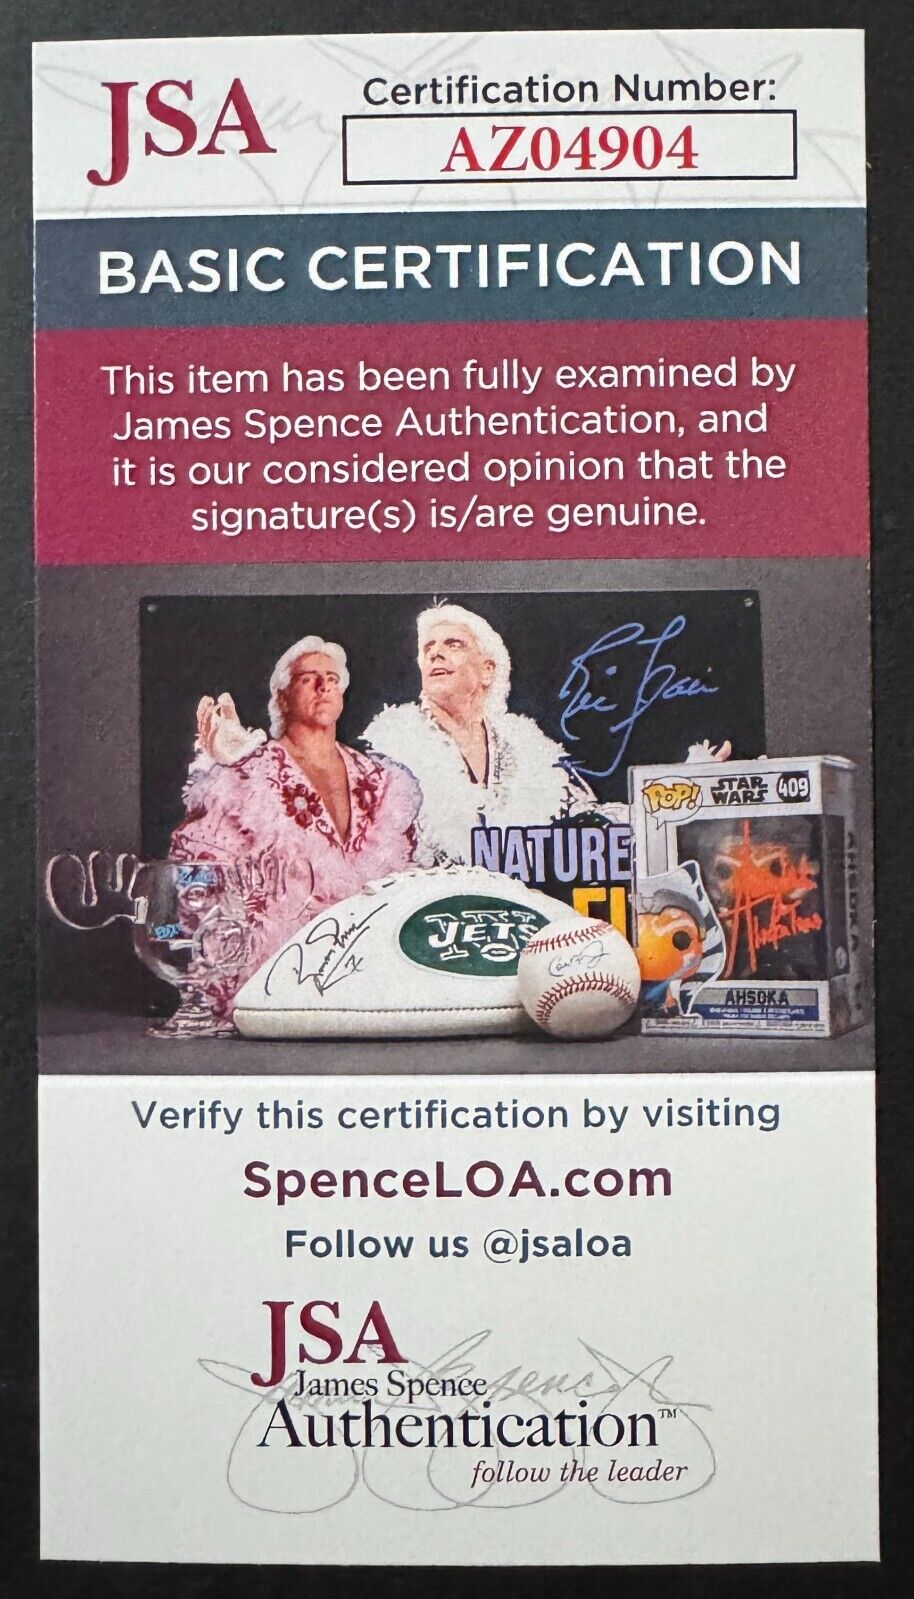 JSA
Certification Number:
AZ04904
BASIC CERTIFICATION
This item has been fully examined by
James Spence Authentication, and
it is our considered opinion that the
signature(s) is/are genuine.
Ric Flair
NATURE
POP!
STAR
WARS
409
JETS
AHSOKA
Verify this certification by visiting
SpenceLOA.com
Follow us @jsaloa
JSA
James Spence
Authentication™
follow the leader